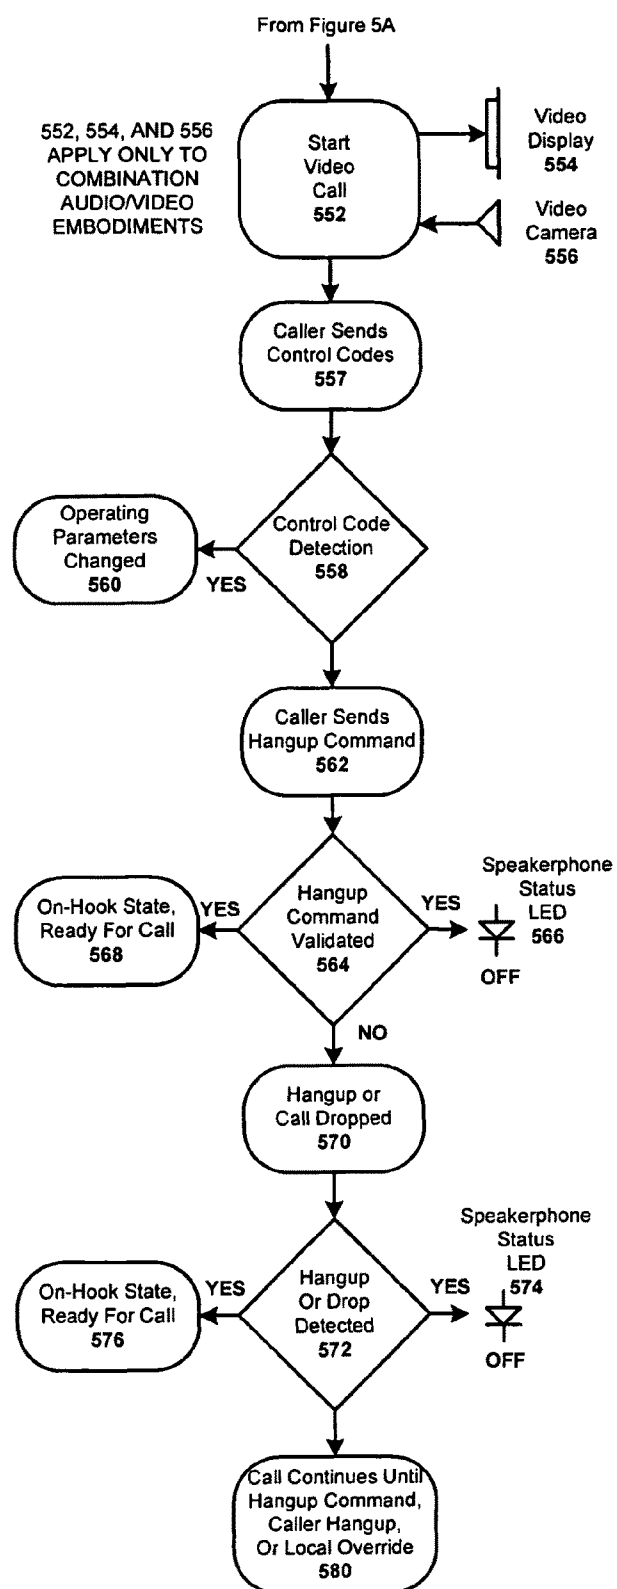 From Figure 5A
552, 554, AND 556
APPLY ONLY TO
COMBINATION
AUDIO/VIDEO
EMBODIMENTS
Start
Video
Call
552
Video
Display
554
Video
Camera
556
Caller Sends
Control Codes
557
Control Code
Detection
558
YES
Operating
Parameters
Changed
560
Caller Sends
Hangup Command
562
Hangup
Command
Validated
564
YES
On-Hook State,
Ready For Call
568
YES
Speakerphone
Status
LED
566
OFF
NO
Hangup or
Call Dropped
570
Hangup
Or Drop
Detected
572
YES
On-Hook State,
Ready For Call
576
YES
Speakerphone
Status
LED
574
OFF
Call Continues Until
Hangup Command,
Caller Hangup,
Or Local Override
580